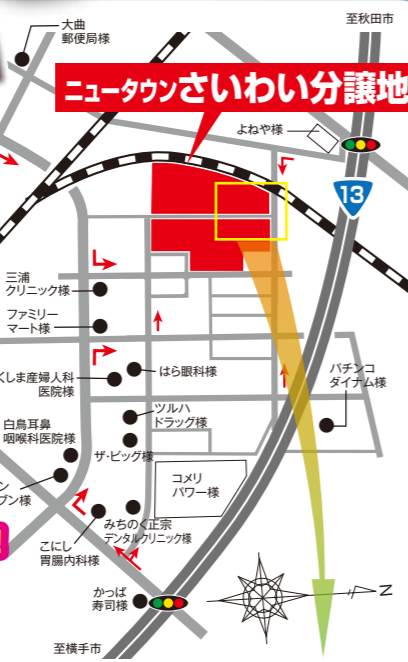 大曲
郵便局様
至秋田市
ニュータウンさいわい分譲地
よねや様
13
三浦
クリニック様
ファミリー
マート様
はら眼科様
くしま産婦人科
医院様
パチンコ
ダイナム様
ツルハ
ドラッグ様
白鳥耳鼻
咽喉科医院様
ザ・ビッグ様
コメリ
パワー様
ン
ブン様
みちのく正宗
デンタルクリニック様
こにし
胃腸内科様
N
かっぱ
寿司様
至横手市